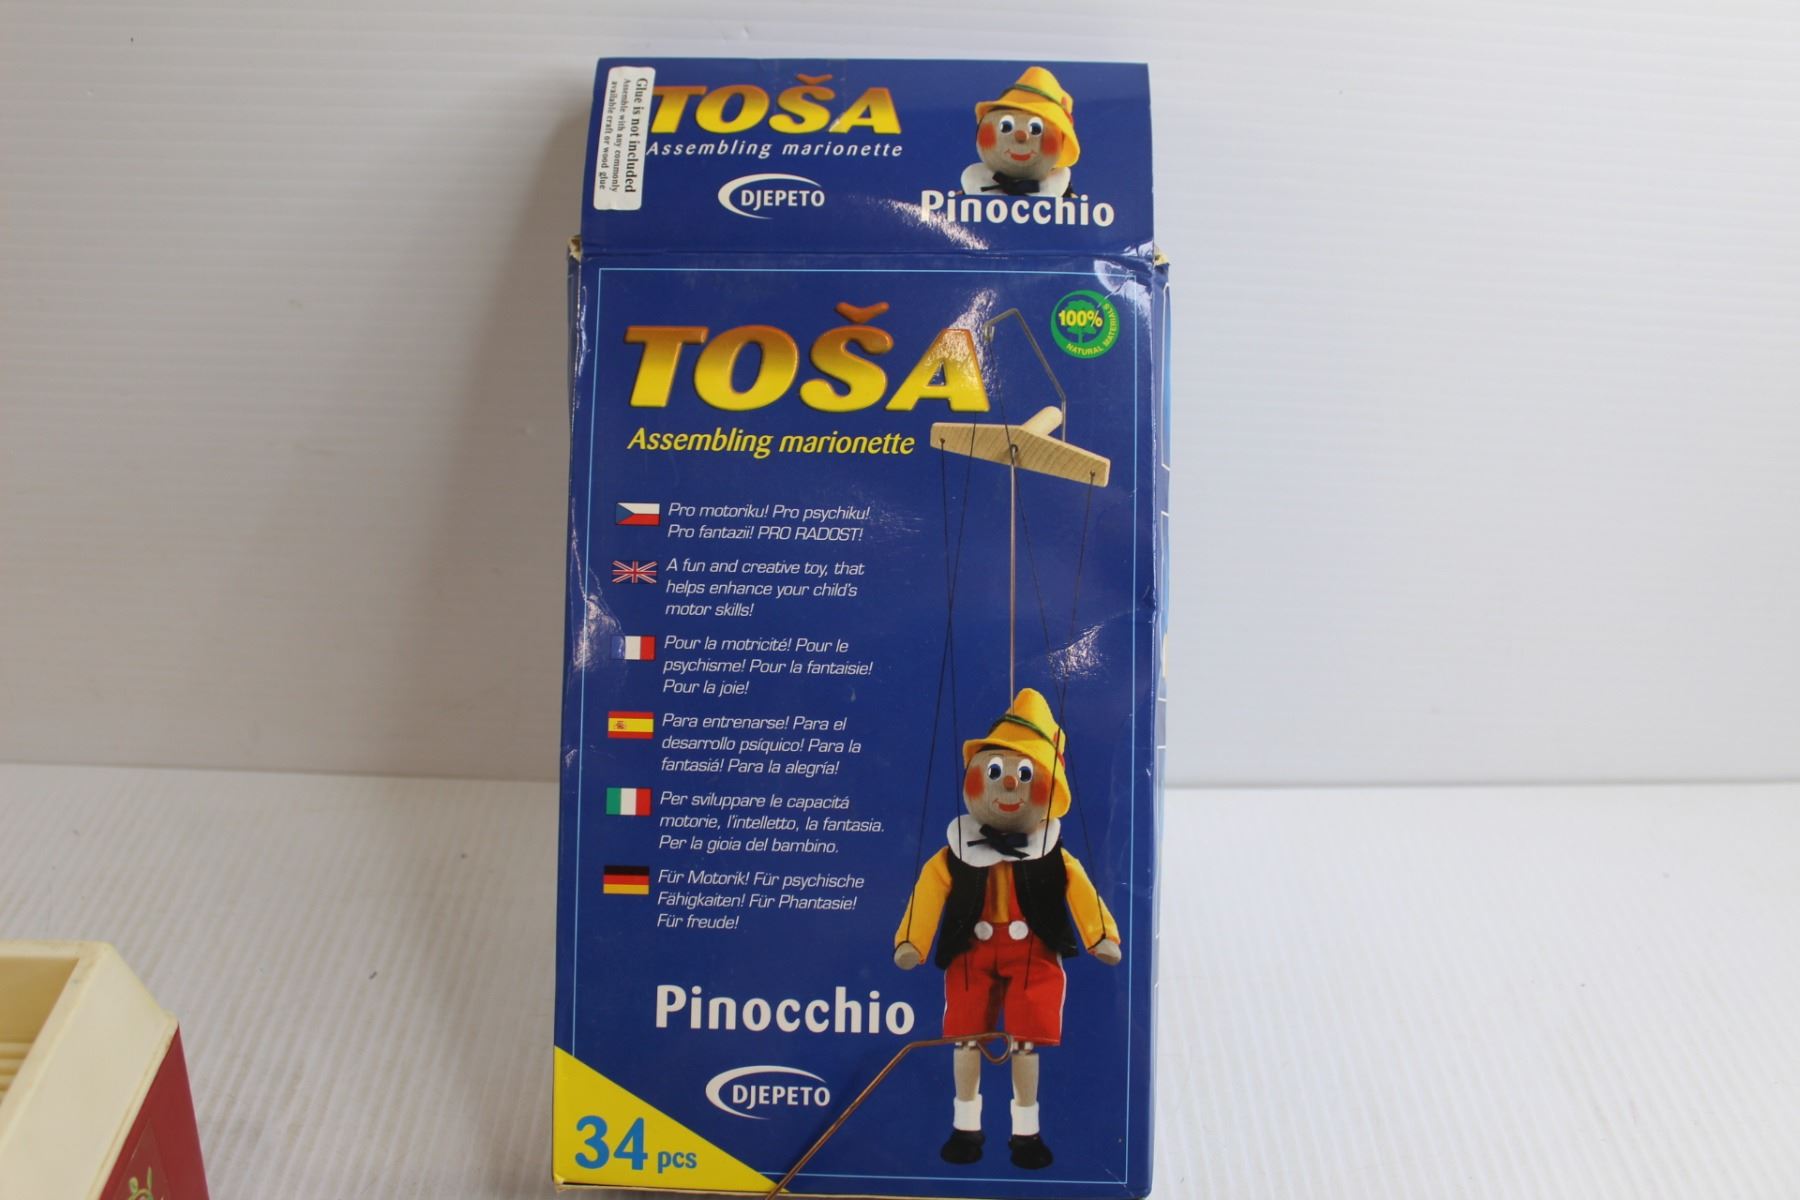 Glue is not included
Assemble with any commonly
available craft or wood glue
TOŠA
Assembling marionette
DJEPETO
Pinocchio
100%
NATURAL MATERIALS
TOŠA
Assembling marionette
Pro motoriku! Pro psychiku!
Pro fantazii! PRO RADOST!
A fun and creative toy, that
helps enhance your child's
motor skills!
Pour la motricité! Pour le
psychisme! Pour la fantaisie!
Pour la joie!
Para entrenarse! Para el
desarrollo psíquico! Para la
fantasiá! Para la alegría!
Per sviluppare le capacitá
motorie, l'intelletto, la fantasia.
Per la gioia del bambino.
Für Motorik! Für psychische
Fähigkaiten! Für Phantasie!
Für freude!
Pinocchio
DJEPETO
34 pcs